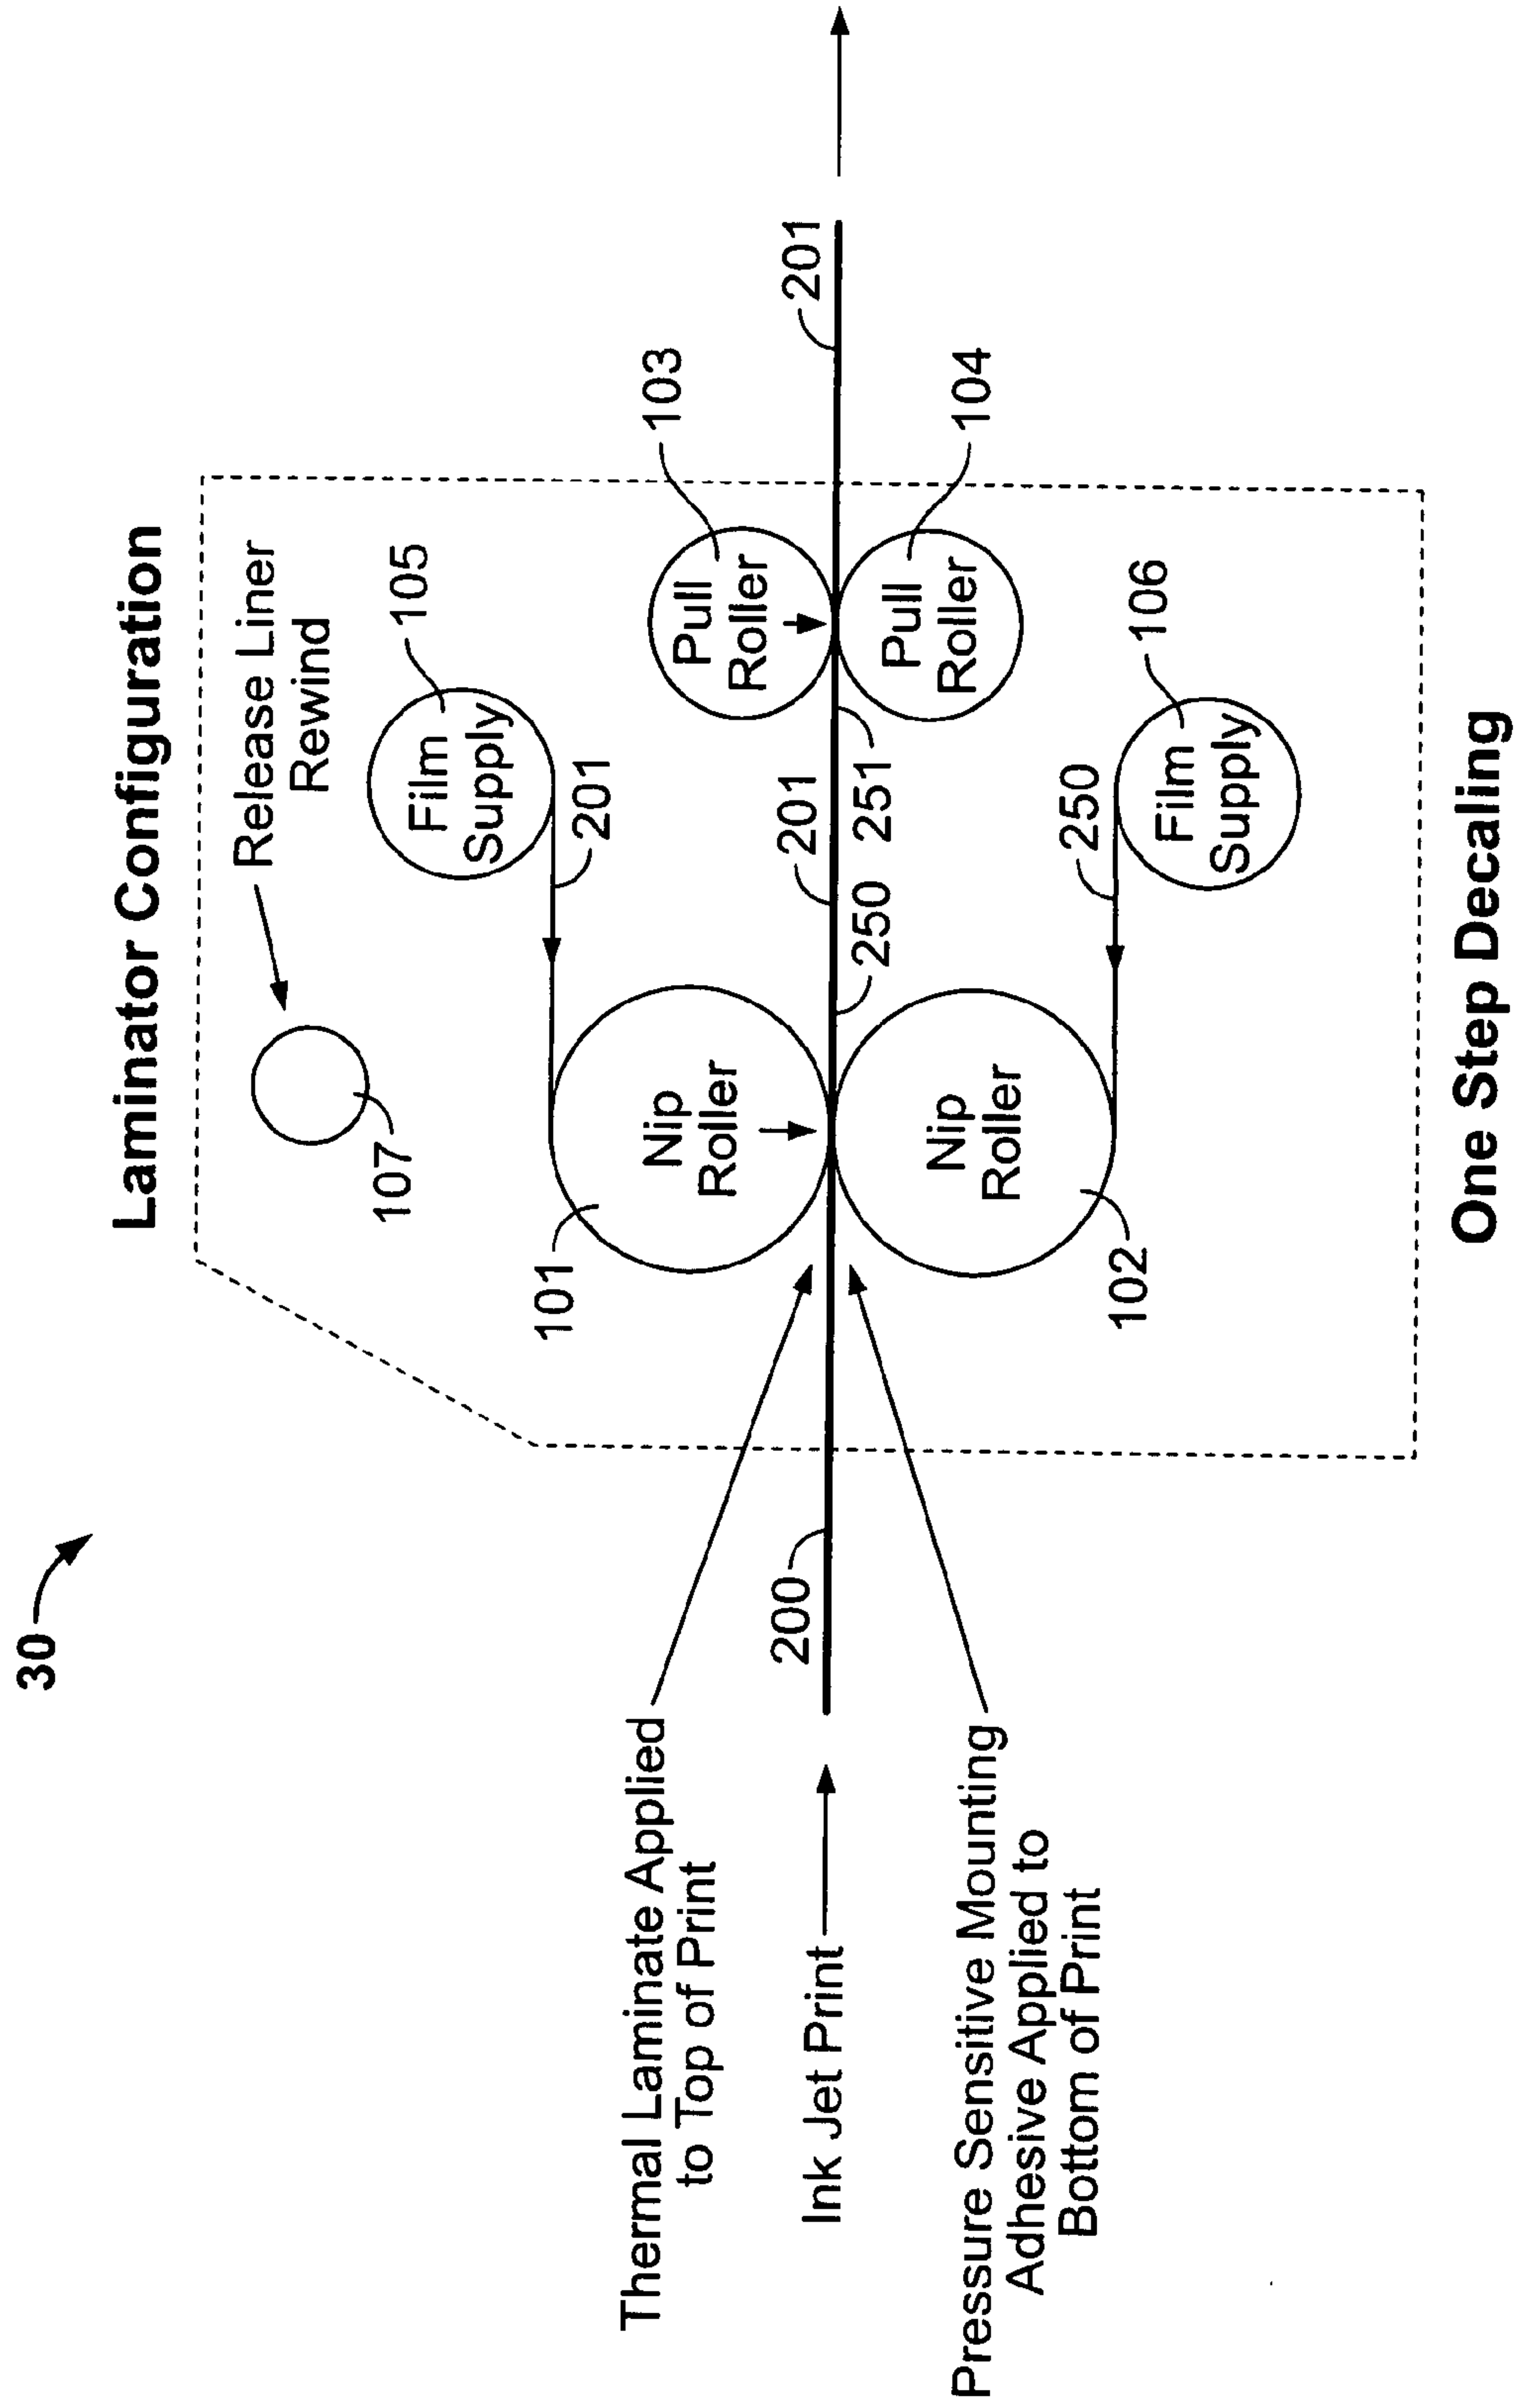 30
Laminator Configuration
Release Liner
Rewind
107
105
Film
Supply
201
101
Nip
Roller
103
Pull
Roller
Thermal Laminate Applied
to Top of Print
Ink Jet Print
200
201
201
250
251
Pressure Sensitive Mounting
Adhesive Applied to
Bottom of Print
Nip
Roller
102
Pull
Roller
104
250
106
Film
Supply
One Step Decaling